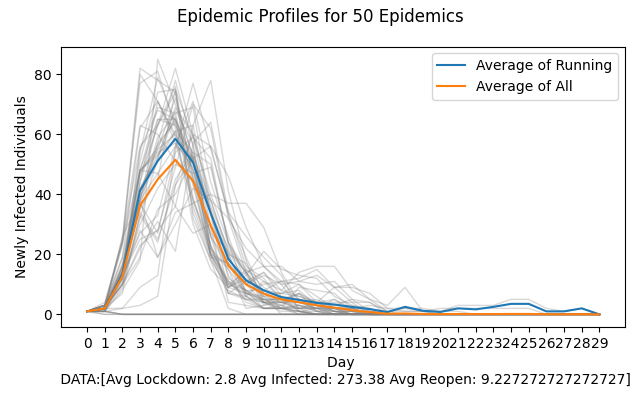 Epidemic Profiles for 50 Epidemics
Average of Running
Average of All
80
60
40
20
0
Newly Infected Individuals
0 1 2 3 4 5 6 7 8 9 10 11 12 13 14 15 16 17 18 19 20 21 22 23 24 25 26 27 28 29
Day
DATA:[Avg Lockdown: 2.8 Avg Infected: 273.38 Avg Reopen: 9.227272727272727]